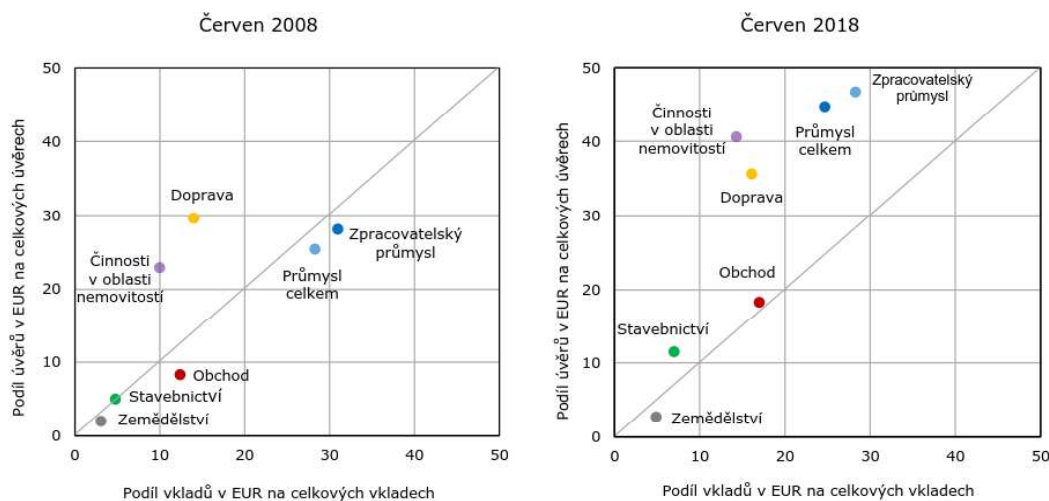 Červen 2008
50
40
30
20
10
0
Podíl úvěrů v EUR na celkových úvěrech
Doprava
Činnosti
v oblasti
nemovitostí
Zpracovatelský
průmysl
Průmysl
celkem
Obchod
Stavebnictví
Zemědělství
0 10 20 30 40 50
Podíl vkladů v EUR na celkových vkladech
Červen 2018
50
40
30
20
10
0
Podíl úvěrů v EUR na celkových úvěrech
Zpracovatelský
průmysl
Činnosti
v oblasti
nemovitostí
Průmysl
celkem
Doprava
Obchod
Stavebnictví
Zemědělství
0 10 20 30 40 50
Podíl vkladů v EUR na celkových vkladech